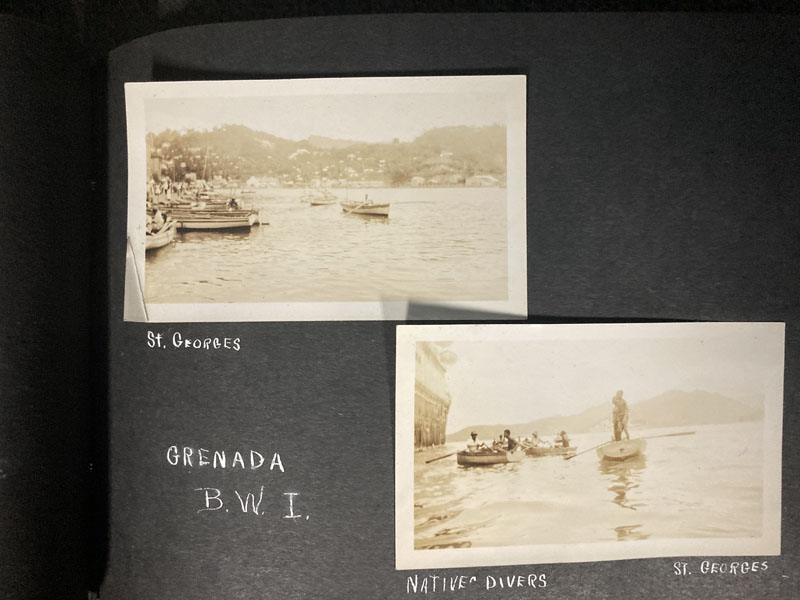 St. GEORGES
GRENADA
B.W. I.
NATIVE DIVERS
ST. GEORGES